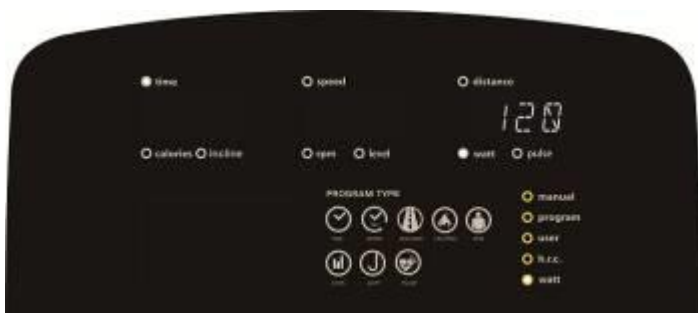 time speed distance
120
calories incline rpm level watt pulse
PROGRAM TYPE
manual
program
user
h.r.c.
watt